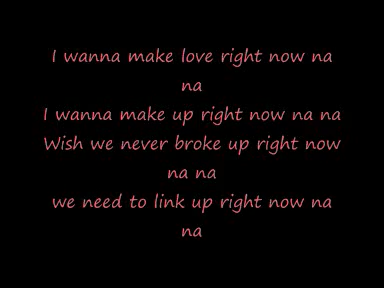 I wanna make love right now na
na
I wanna make up right now na na
Wish we never broke up right now
na na
we need to link up right now na
na